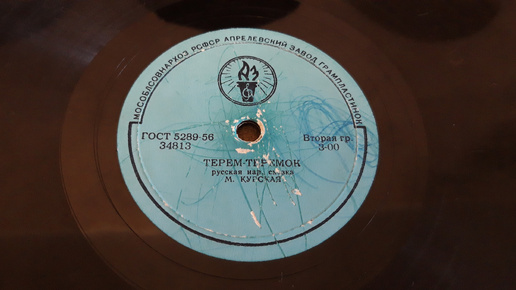 МОСОБЛСОВНАРХОЗ РСФСР АПРЕЛЕВСКИЙ ЗАВОД ГРАМПЛАСТИНОК
АЗ
ГОСТ 5289-56
34813
Вторая гр.
3-00
ТЕРЕМ-ТЕРЕМОК
русская нар. сказка
М. КУРСКАЯ